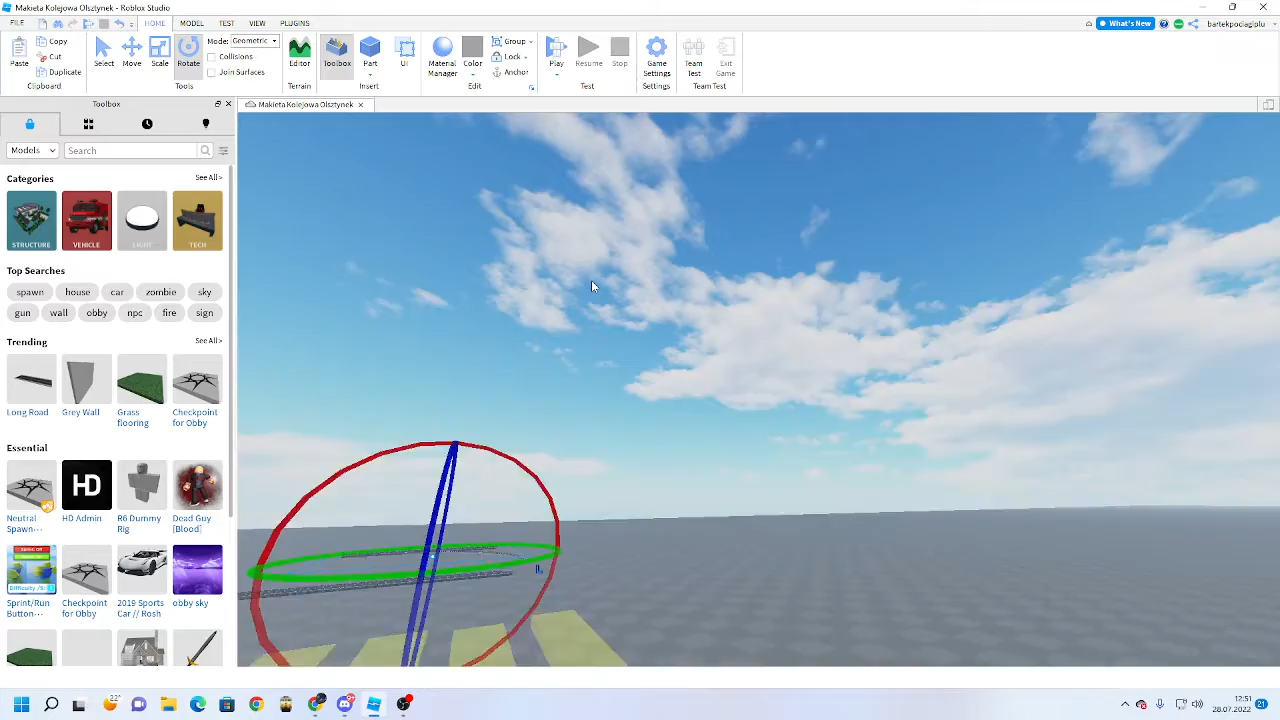 Makieta Kolejowa Olsztynek - Roblox Studio
FILE HOME MODEL TEST VIEW PLUGINS What's New bartekpodagiplu
Paste Copy Cut Duplicate Clipboard
Select Move Scale Rotate Mode: Geometric Collisions Join Surfaces Tools
Editor Terrain
Toolbox Part UI Insert
Material Manager Color Group Lock Anchor Edit
Play Resume Stop Test
Game Settings Settings
Team Test Exit Game Team Test
Toolbox
Makieta Kolejowa Olsztynek
Models Search
Categories See All >
STRUCTURE VEHICLE LIGHT TECH
Top Searches
spawn house car zombie sky
gun wall obby npc fire sign
Trending See All >
Long Road Grey Wall Grass flooring Checkpoint for Obby
Essential
HD
Neutral Spawn... HD Admin R6 Dummy Rig Dead Guy [Blood]
Sprint/Run Button... Checkpoint for Obby 2019 Sports Car // Rosh obby sky
22°
12:51
28.07.2022
21